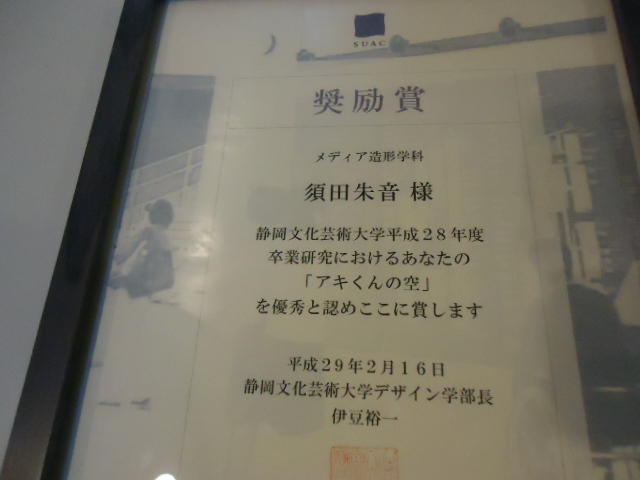 SUAC
奨励賞
メディア造形学科
須田朱音 様
静岡文化芸術大学平成28年度
卒業研究におけるあなたの
「アキくんの空」
を優秀と認めここに賞します
平成29年2月16日
静岡文化芸術大学デザイン学部長
伊豆裕一